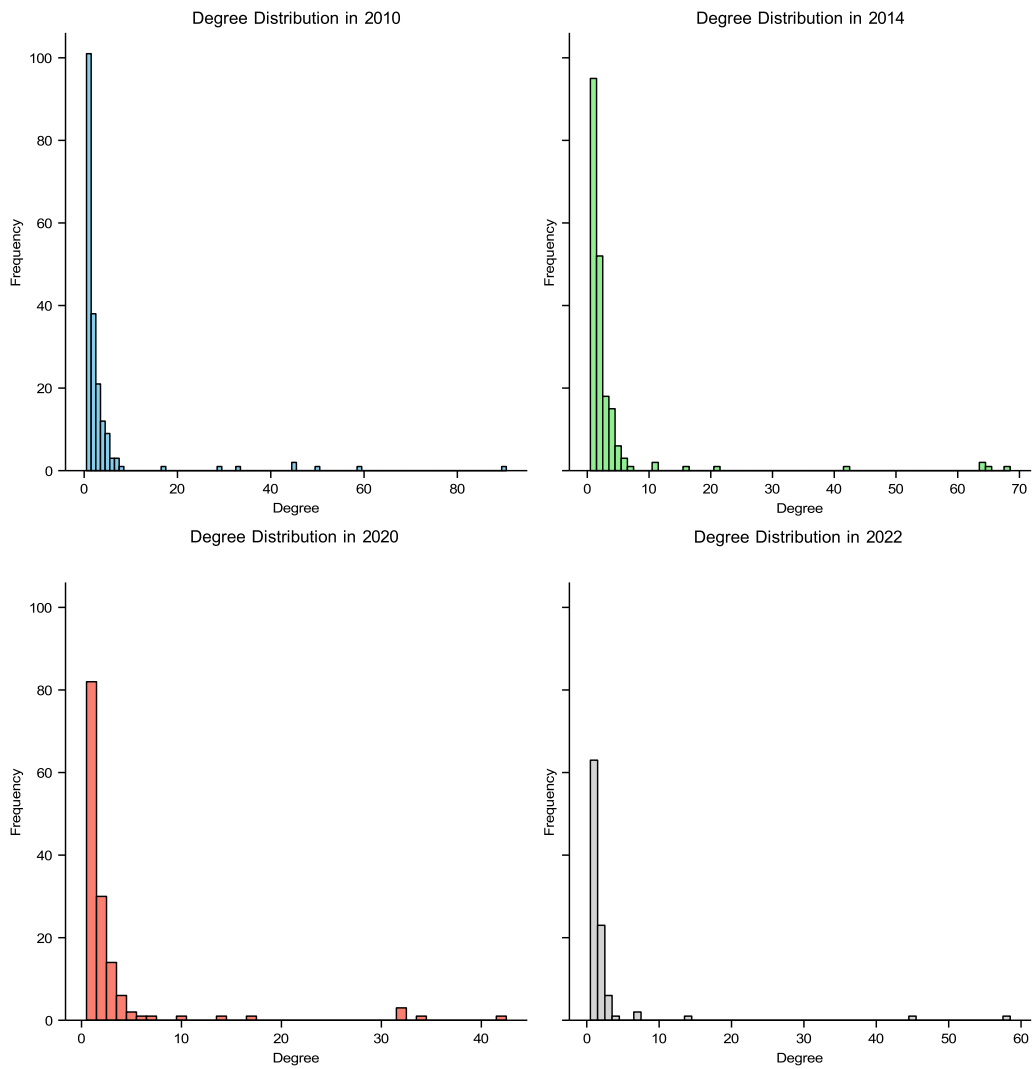 Degree Distribution in 2010
100
80
60
40
20
0
Frequency
0 20 40 60 80
Degree
Degree Distribution in 2014
Frequency
0 10 20 30 40 50 60 70
Degree
Degree Distribution in 2020
100
80
60
40
20
0
Frequency
0 10 20 30 40
Degree
Degree Distribution in 2022
Frequency
0 10 20 30 40 50 60
Degree